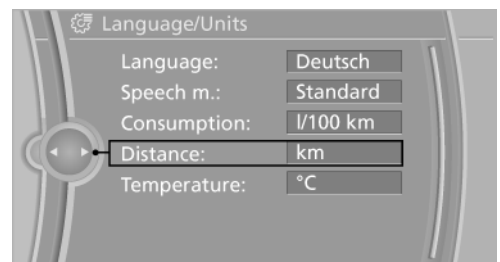 Language/Units
Language: Deutsch
Speech m.: Standard
Consumption: l/100 km
Distance: km
Temperature: °C